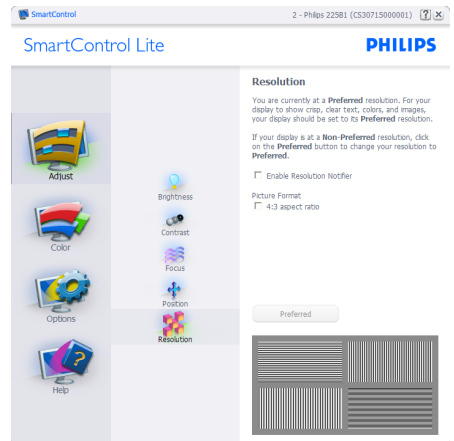 SmartControl
2 - Philips 225B1 (CS30715000001)
?
SmartControl Lite
PHILIPS
Adjust
Color
Options
Help
Brightness
Contrast
Focus
Position
Resolution
Resolution
You are currently at a Preferred resolution. For your
display to show crisp, clear text, colors, and images,
your display should be set to its Preferred resolution.
If your display is at a Non-Preferred resolution, click
on the Preferred button to change your resolution to
Preferred.
Enable Resolution Notifier
Picture Format
4:3 aspect ratio
Preferred